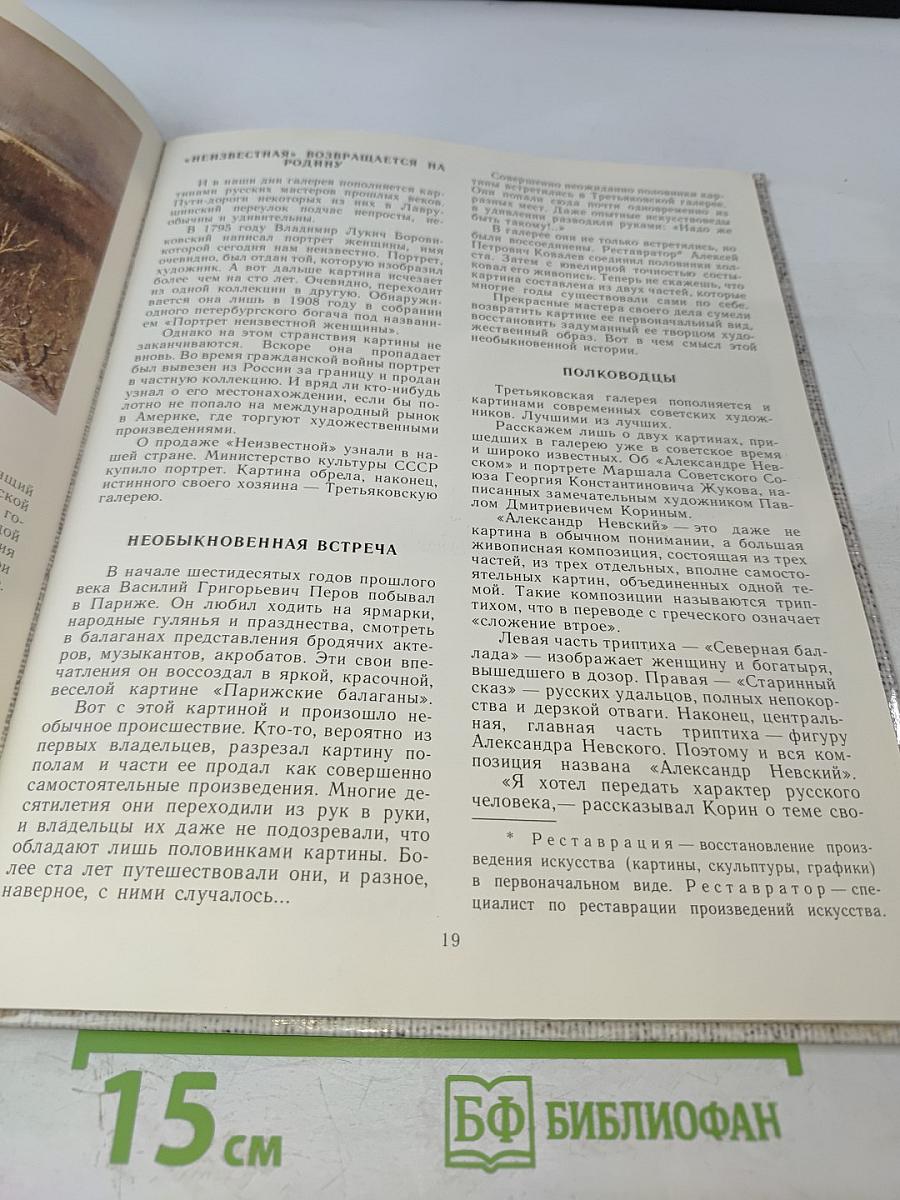 «НЕИЗВЕСТНАЯ» ВОЗВРАЩАЕТСЯ НА
РОДИНУ
И в наши дни галерея пополняется кар-
тинами русских мастеров прошлых веков.
Пути-дороги некоторых из них в Лавру-
шинский переулок подчас непросты, не-
обычны и удивительны.
В 1795 году Владимир Лукич Борови-
ковский написал портрет женщины, имя
которой сегодня нам неизвестно. Портрет,
очевидно, был отдан той, которую изобразил
художник. А вот дальше картина исчезает
более чем на сто лет. Очевидно, переходит
из одной коллекции в другую. Обнаружи-
вается она лишь в 1908 году в собрании
одного петербургского богача под названи-
ем «Портрет неизвестной женщины».
Однако на этом странствия картины не
заканчиваются. Вскоре она пропадает
вновь. Во время гражданской войны портрет
был вывезен из России за границу и продан
в частную коллекцию. И вряд ли кто-нибудь
узнал о его местонахождении, если бы по-
лотно не попало на международный рынок
в Америке, где торгуют художественными
произведениями.
О продаже «Неизвестной» узнали в на-
шей стране. Министерство культуры СССР
купило портрет. Картина обрела, наконец,
истинного своего хозяина — Третьяковскую
галерею.
НЕОБЫКНОВЕННАЯ ВСТРЕЧА
В начале шестидесятых годов прошлого
века Василий Григорьевич Перов побывал
в Париже. Он любил ходить на ярмарки,
народные гулянья и празднества, смотреть
в балаганах представления бродячих акте-
ров, музыкантов, акробатов. Эти свои впе-
чатления он воссоздал в яркой, красочной,
веселой картине «Парижские балаганы».
Вот с этой картиной и произошло не-
обычное происшествие. Кто-то, вероятно из
первых владельцев, разрезал картину по-
полам и части ее продал как совершенно
самостоятельные произведения. Многие де-
сятилетия они переходили из рук в руки,
и владельцы их даже не подозревали, что
обладают лишь половинками картины. Бо-
лее ста лет путешествовали они, и разное,
наверное, с ними случалось...
Совершенно неожиданно половинки кар-
тины встретились в Третьяковской галерее.
Они попали сюда почти одновременно из
разных мест. Даже опытные искусствоведы
в удивлении разводили руками: «Надо же
быть такому!..»
В галерее они не только встретились, но
были воссоединены. Реставратор* Алексей
Петрович Ковалев соединил половинки хол-
ста. Затем с ювелирной точностью состы-
ковал его живопись. Теперь не скажешь, что
картина составлена из двух частей, которые
многие годы существовали сами по себе.
Прекрасные мастера своего дела сумели
возвратить картине ее первоначальный вид,
восстановить задуманный ее творцом худо-
жественный образ. Вот в чем смысл этой
необыкновенной истории.
ПОЛКОВОДЦЫ
Третьяковская галерея пополняется и
картинами современных советских худож-
ников. Лучшими из лучших.
Расскажем лишь о двух картинах, при-
шедших в галерею уже в советское время
и широко известных. Об «Александре Нев-
ском» и портрете Маршала Советского Со-
юза Георгия Константиновича Жукова, на-
писанных замечательным художником Пав-
лом Дмитриевичем Кориным.
«Александр Невский» — это даже не
картина в обычном понимании, а большая
живописная композиция, состоящая из трех
частей, из трех отдельных, вполне самосто-
ятельных картин, объединенных одной те-
мой. Такие композиции называются трип-
тихом, что в переводе с греческого означает
«сложение втрое».
Левая часть триптиха — «Северная бал-
лада» — изображает женщину и богатыря,
вышедшего в дозор. Правая — «Старинный
сказ» — русских удальцов, полных непокор-
ства и дерзкой отваги. Наконец, централь-
ная, главная часть триптиха — фигуру
Александра Невского. Поэтому и вся ком-
позиция названа «Александр Невский».
«Я хотел передать характер русского
человека,— рассказывал Корин о теме сво-
* Реставрация — восстановление произ-
ведения искусства (картины, скульптуры, графики)
в первоначальном виде. Реставратор — спе-
циалист по реставрации произведений искусства.
19
15 см
БФ БИБЛИОФАН